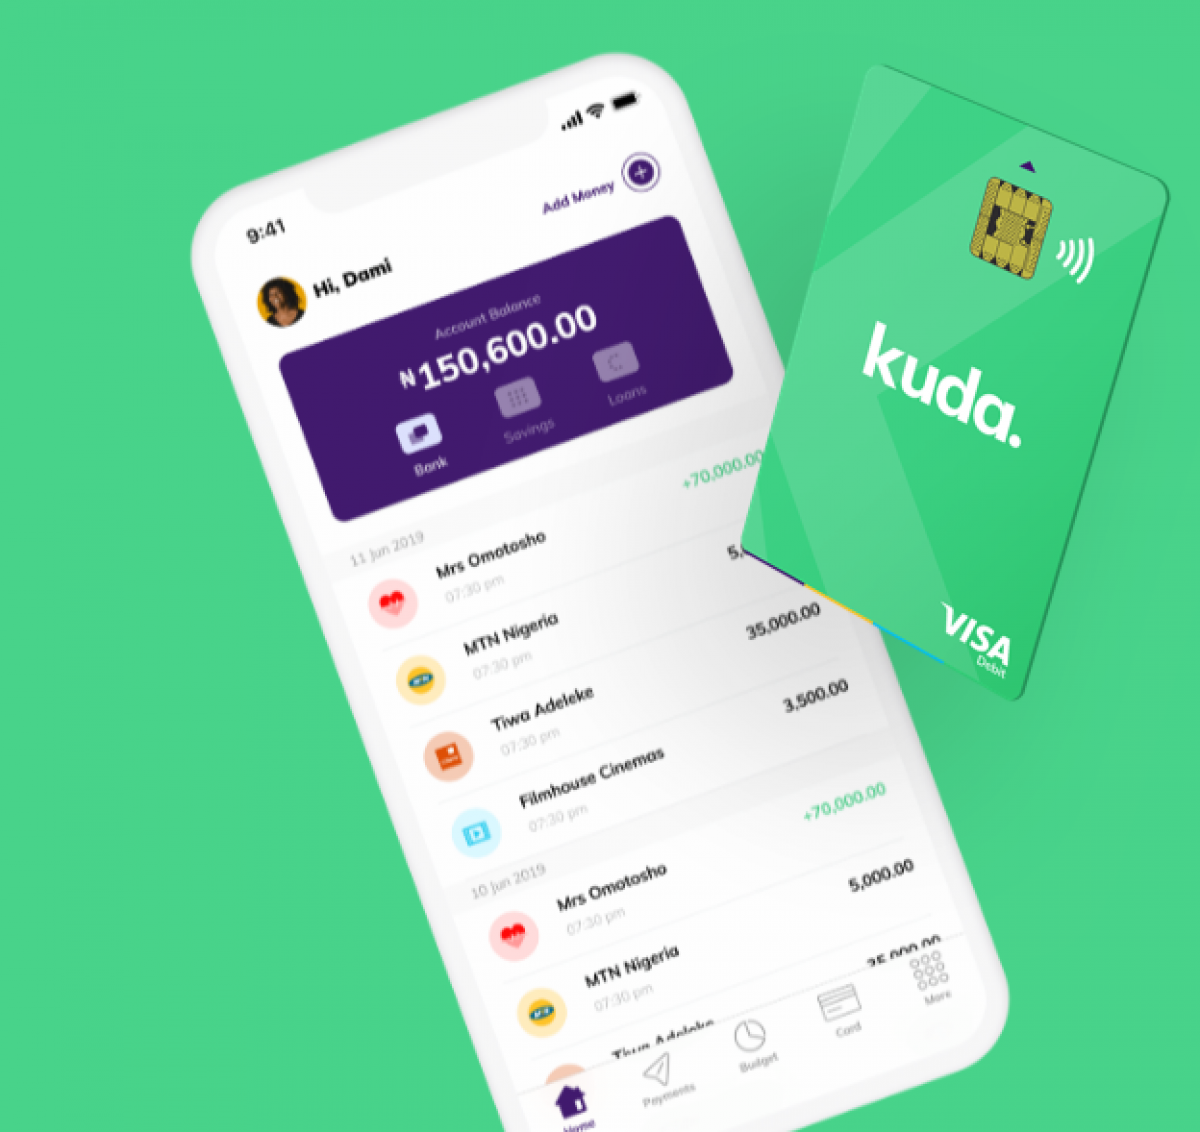 9:41
Add Money
Hi, Dami
Account Balance
₦150,600.00
Bank
Savings
Loans
11 Jun 2019
Mrs Omotosho
+70,000.00
07:30 pm
MTN Nigeria
07:30 pm
Tiwa Adeleke
35,000.00
07:30 pm
Filmhouse Cinemas
3,500.00
07:30 pm
10 Jun 2019
Mrs Omotosho
+70,000.00
07:30 pm
MTN Nigeria
5,000.00
07:30 pm
Tiwa Adeleke
35,000.00
Home
Payments
Budget
Card
More
kuda.
VISA
Debit